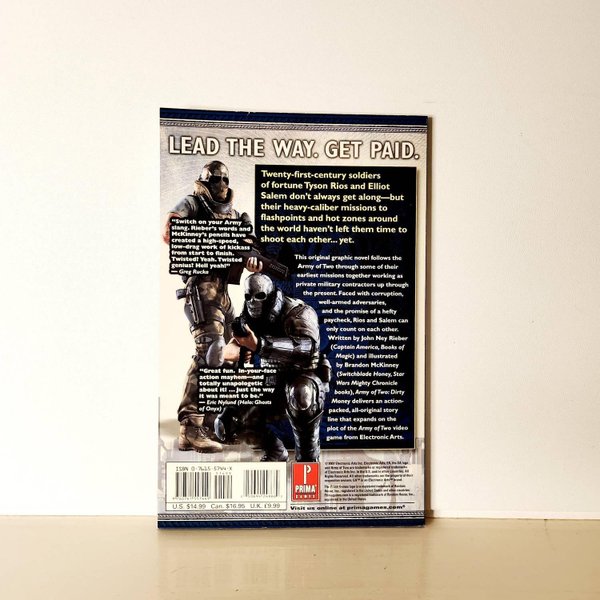 LEAD THE WAY. GET PAID.
Twenty-first-century soldiers
of fortune Tyson Rios and Elliot
Salem don't always get along—but
their heavy-caliber missions to
flashpoints and hot zones around
the world haven't left them time to
shoot each other... yet.
"Switch on your Army
slang. Rieber's words and
McKinney's pencils have
created a high-speed,
low-drag work of kickass
from start to finish.
Twisted? Yeah. Twisted
genius? Hell yeah!"
— Greg Rucka
This original graphic novel follows the
Army of Two through some of their
earliest missions together working as
private military contractors up through
the present. Faced with corruption,
well-armed adversaries,
and the promise of a hefty
paycheck, Rios and Salem can
only count on each other.
Written by John Ney Rieber
(Captain America, Books of
Magic) and illustrated
by Brandon McKinney
(Switchblade Honey, Star
Wars Mighty Chronicle
books), Army of Two: Dirty
Money delivers an action-
packed, all-original story
line that expands on the
plot of the Army of Two video
game from Electronic Arts.
"Great fun. In-your-face
action mayhem—and
totally unapologetic
about it! ... Just the way
it was meant to be."
— Eric Nylund (Halo: Ghosts
of Onyx)
ISBN 0-7615-5744-X
U.S. $14.99 Can. $16.95 U.K. £9.99
P
PRIMA
GAMES
Visit us online at primagames.com